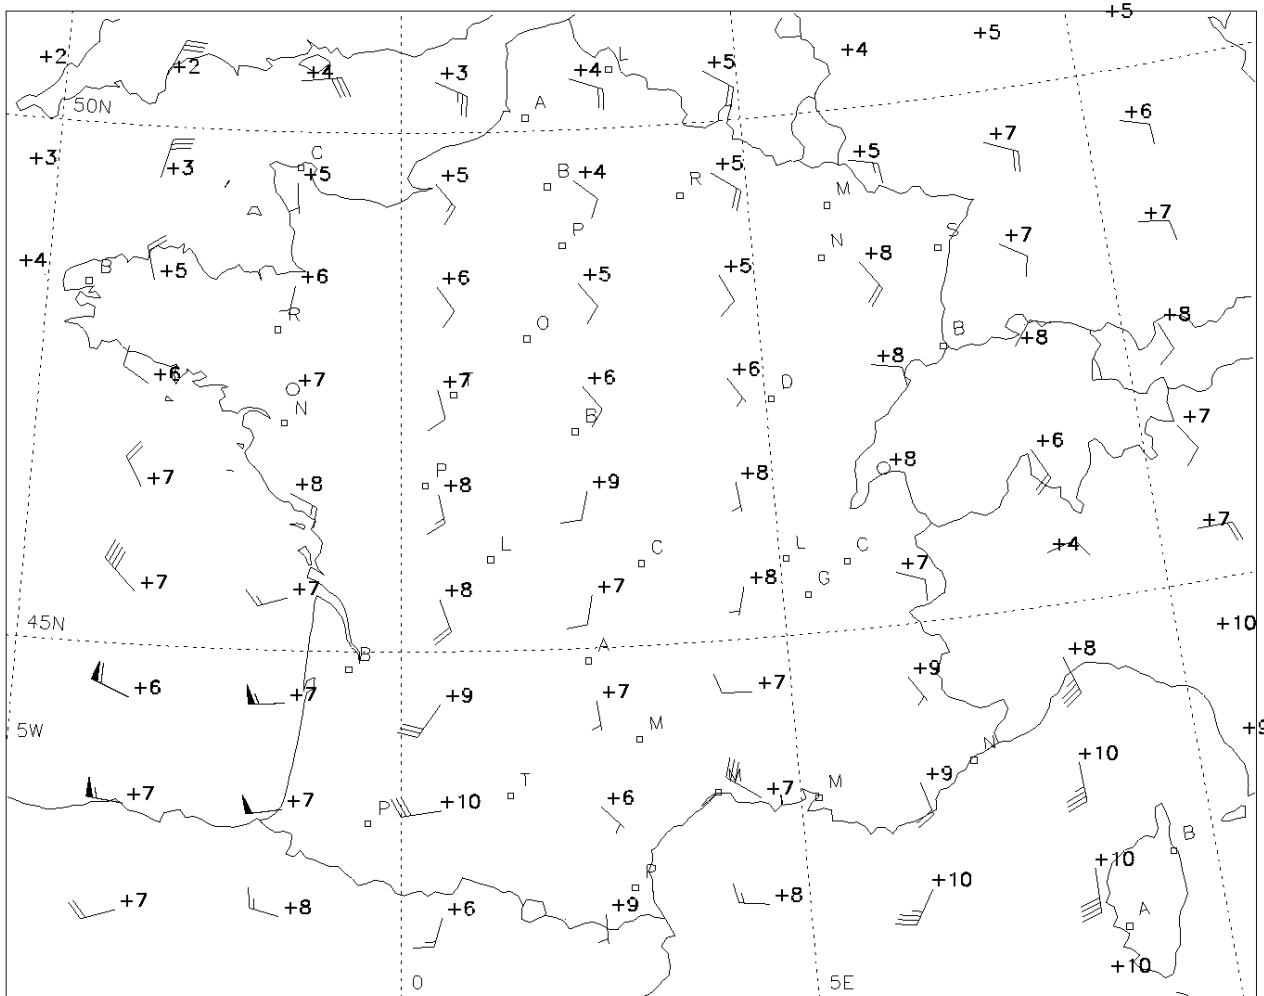 +5
+2 +2 +4 +3 +4 L +5 +4 +5
50N A +6
+3 +3 C +5 +5 B +4 +5 R +5 M +7
+4 B +5 +6 +6 P +5 +5 N +8 S +7 +7
R O +8 B +8 +8
+6 +7 +7 +6 +6 D
N B +6 +7
+7 +8 P +8 +9 +8 +8
+7 +7 L C L C +7 +4 +7
+8 +7 +8 G
45N +10
+6 +7 B +9 A +7 +7 +9 +8
5W M N +9
+7 +7 P +10 T +6 M +7 M +9 +10
B
+7 +8 +6 +9 P +8 +10 +10 A
+10
0 5E